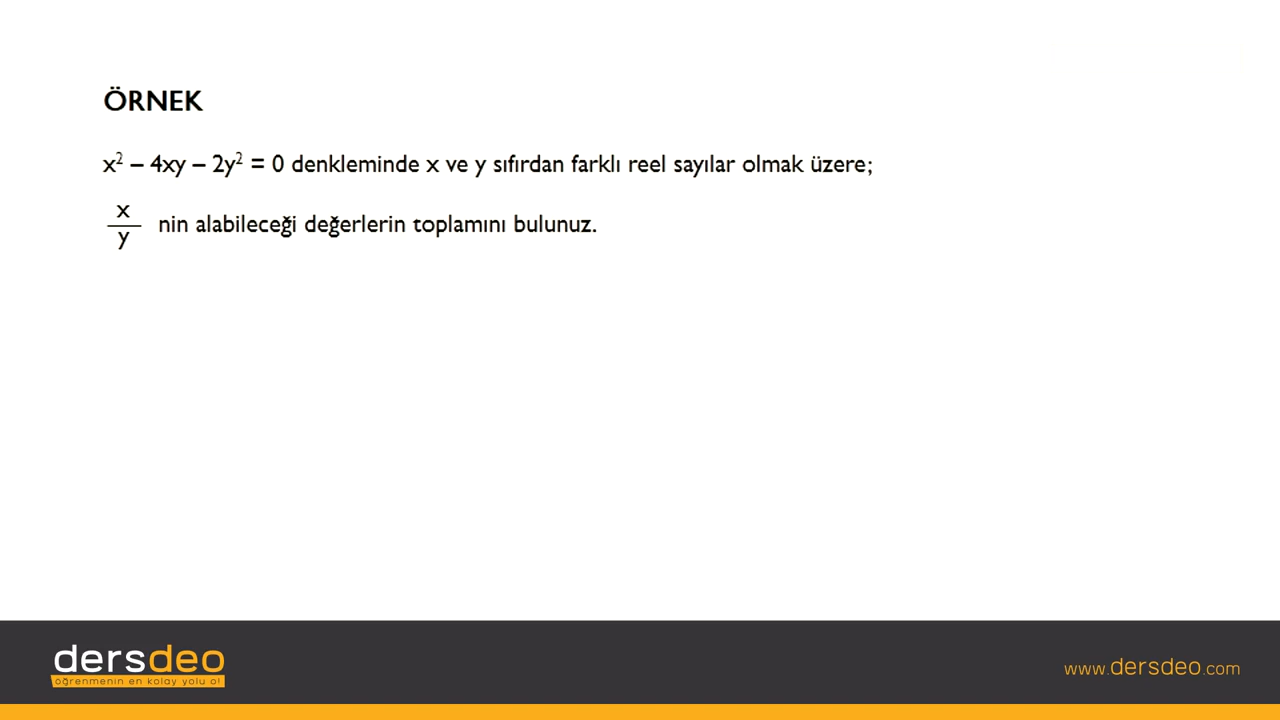 ÖRNEK
x² – 4xy – 2y² = 0 denkleminde x ve y sıfırdan farklı reel sayılar olmak üzere;
x/y nin alabileceği değerlerin toplamını bulunuz.
dersdeo
öğrenmenin en kolay yolu o!
www.dersdeo.com